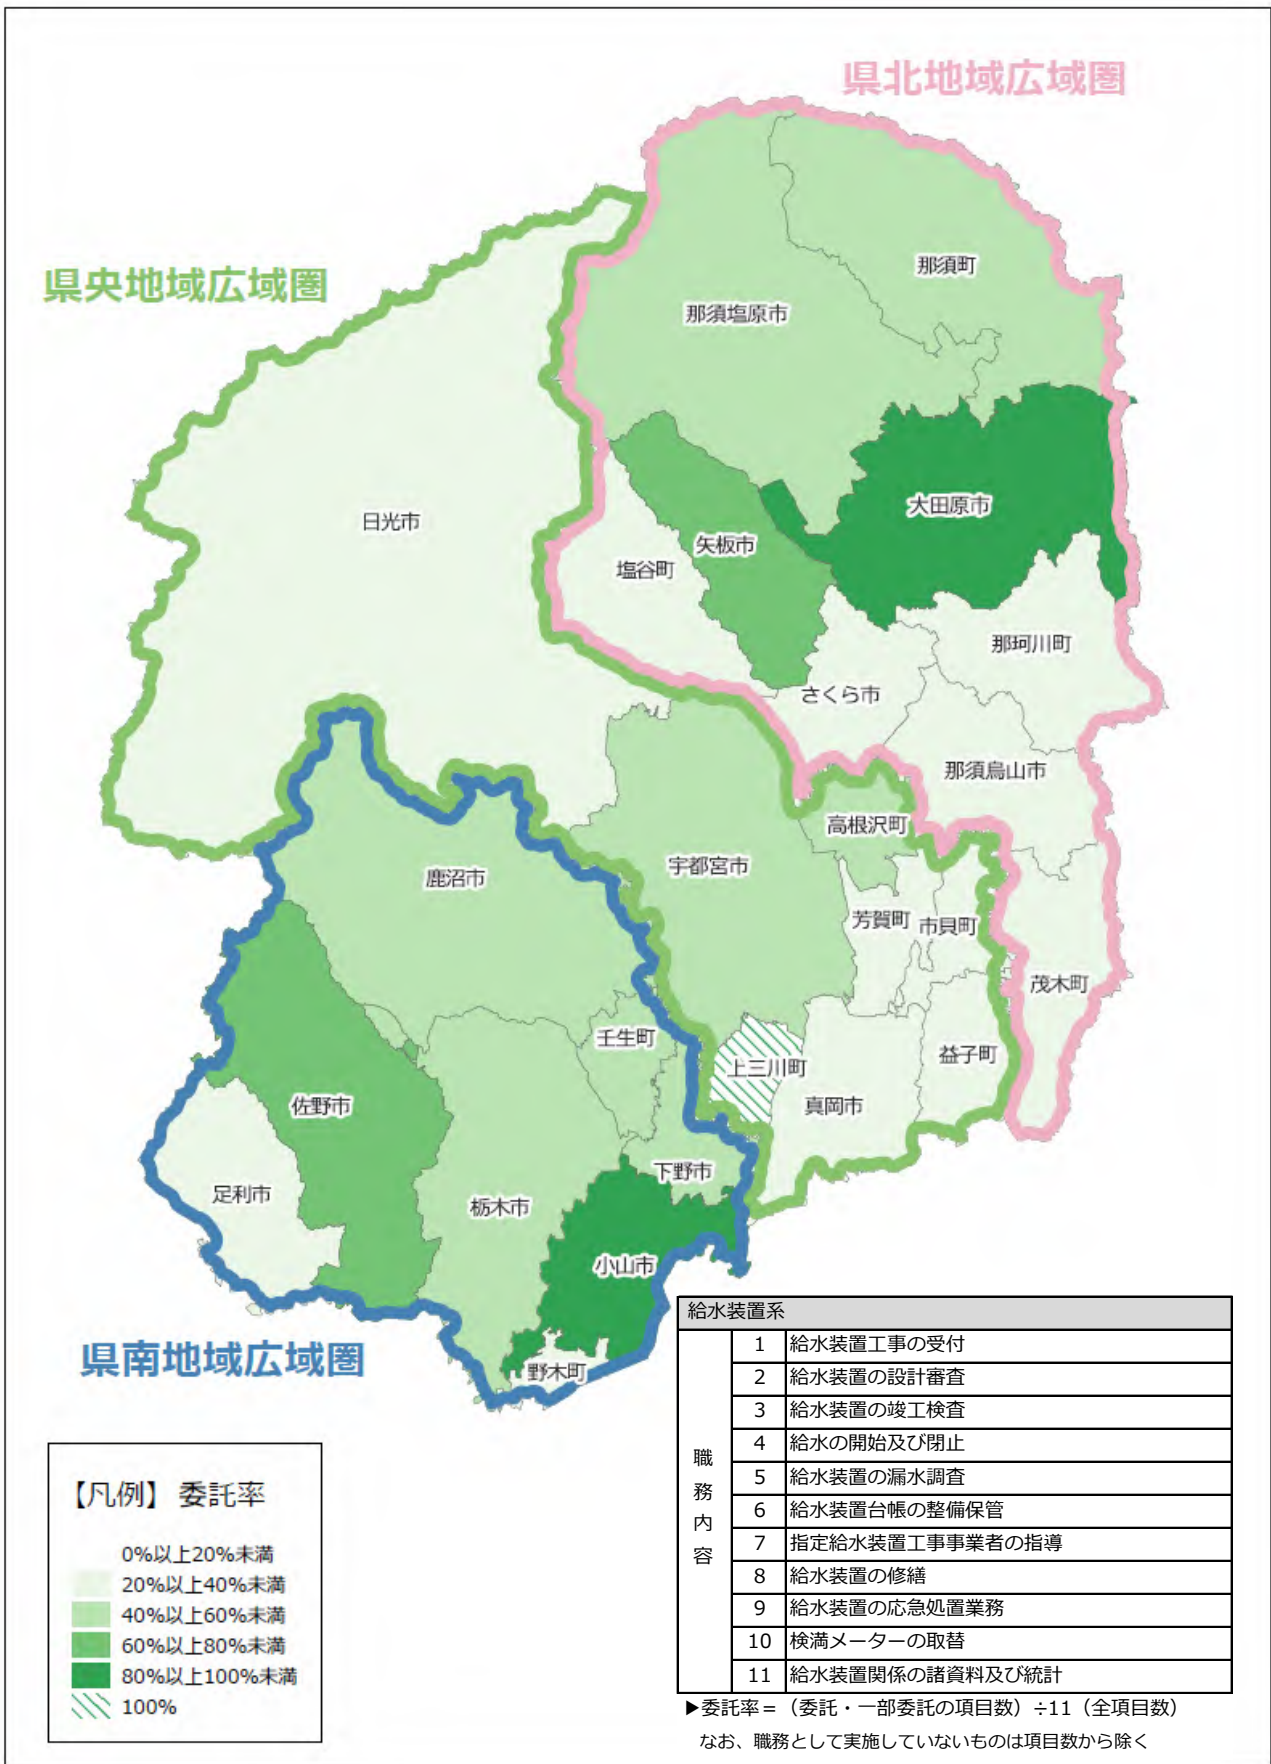 県北地域広域圏
県央地域広域圏
那須町
那須塩原市
大田原市
日光市
矢板市
塩谷町
那珂川町
さくら市
那須烏山市
高根沢町
宇都宮市
鹿沼市
芳賀町
市貝町
茂木町
壬生町
益子町
上三川町
真岡市
佐野市
下野市
足利市
栃木市
小山市
野木町
県南地域広域圏
【凡例】 委託率
0%以上20%未満
20%以上40%未満
40%以上60%未満
60%以上80%未満
80%以上100%未満
100%
給水装置系
職務内容
1 給水装置工事の受付
2 給水装置の設計審査
3 給水装置の竣工検査
4 給水の開始及び閉止
5 給水装置の漏水調査
6 給水装置台帳の整備保管
7 指定給水装置工事事業者の指導
8 給水装置の修繕
9 給水装置の応急処置業務
10 検満メーターの取替
11 給水装置関係の諸資料及び統計
▶委託率＝（委託・一部委託の項目数）÷11（全項目数）
なお、職務として実施していないものは項目数から除く